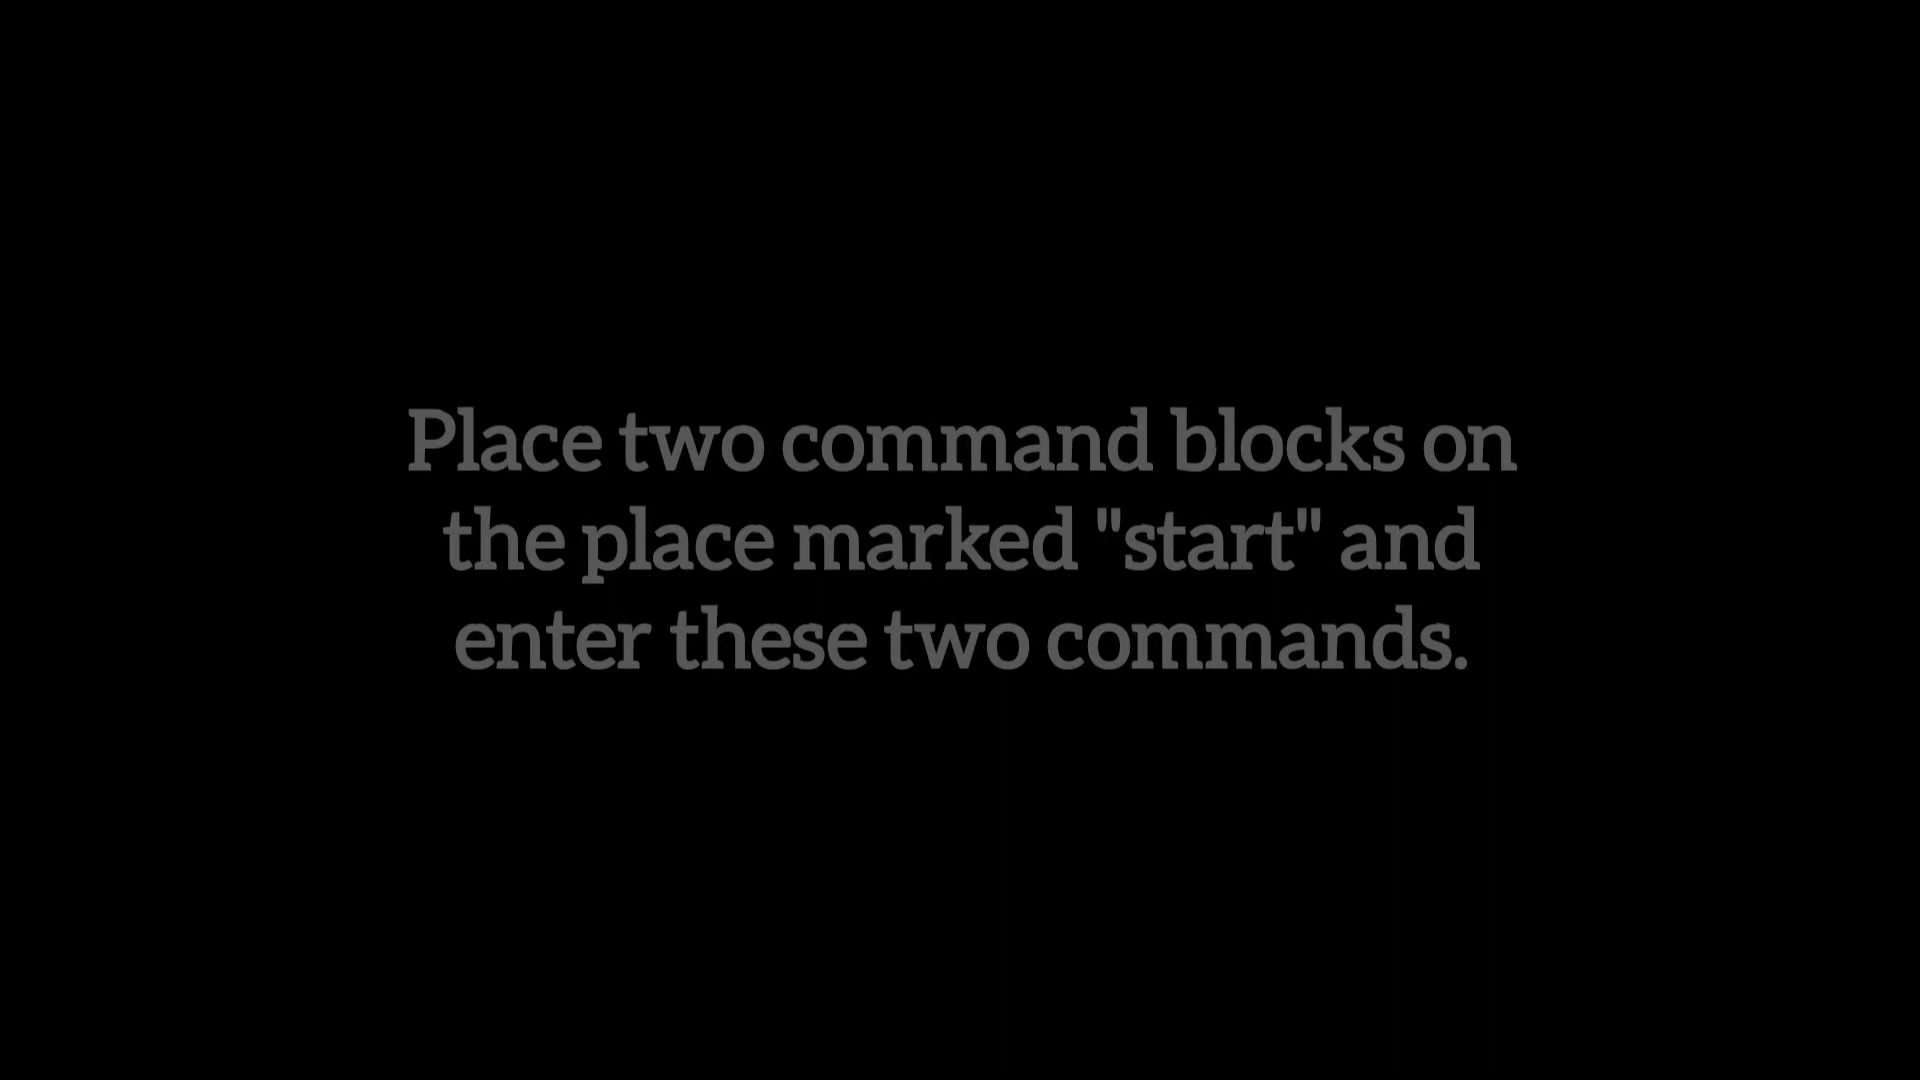 Place two command blocks on
the place marked "start" and
enter these two commands.